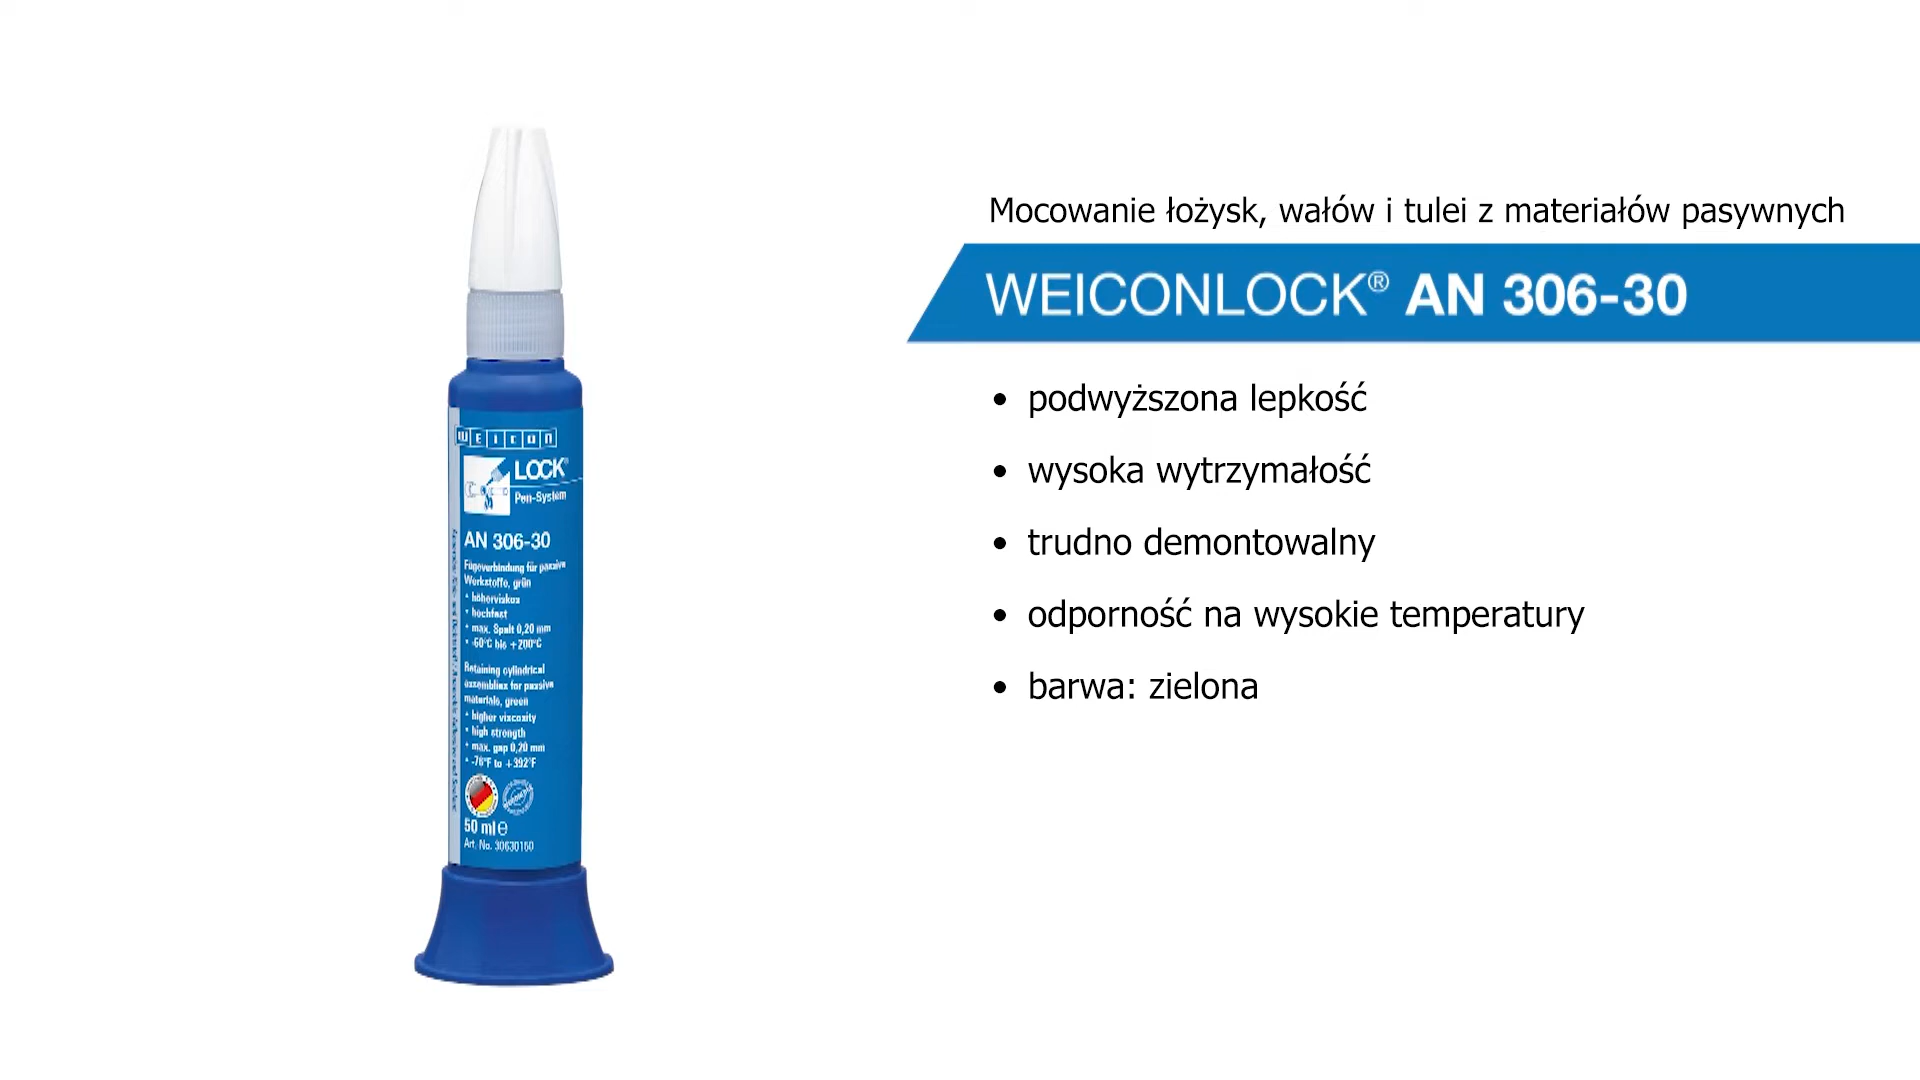 Mocowanie łożysk, wałów i tulei z materiałów pasywnych
WEICONLOCK® AN 306-30
• podwyższona lepkość
• wysoka wytrzymałość
• trudno demontowalny
• odporność na wysokie temperatury
• barwa: zielona
WEICON
LOCK®
Pen-System
AN 306-30
Fügeverbindung für passive
Werkstoffe, grün
• höherviskos
• hochfest
• max. Spalt 0,20 mm
• -60°C bis +200°C
Retaining cylindrical
assemblies for passive
materials, green
• higher viscosity
• high strength
• max. gap 0,20 mm
• -76°F to +392°F
50 ml ℮
Art. No. 30630150